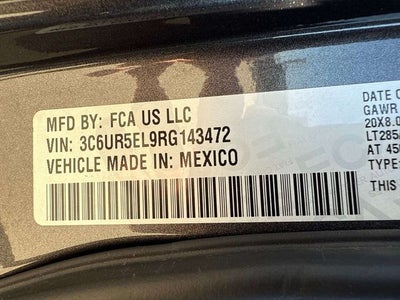 MFD BY: FCA US LLC
VIN: 3C6UR5EL9RG143472
VEHICLE MADE IN: MEXICO
DATE O
GAWR
20X8.0
LT285/
AT 450
TYPE:
THIS